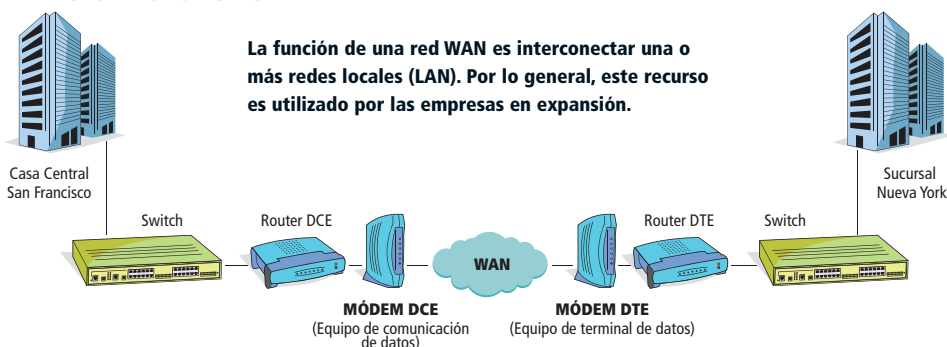 La función de una red WAN es interconectar una o
más redes locales (LAN). Por lo general, este recurso
es utilizado por las empresas en expansión.
Casa Central
San Francisco
Sucursal
Nueva York
Switch
Router DCE
Router DTE
Switch
WAN
MÓDEM DCE
(Equipo de comunicación
de datos)
MÓDEM DTE
(Equipo de terminal de datos)